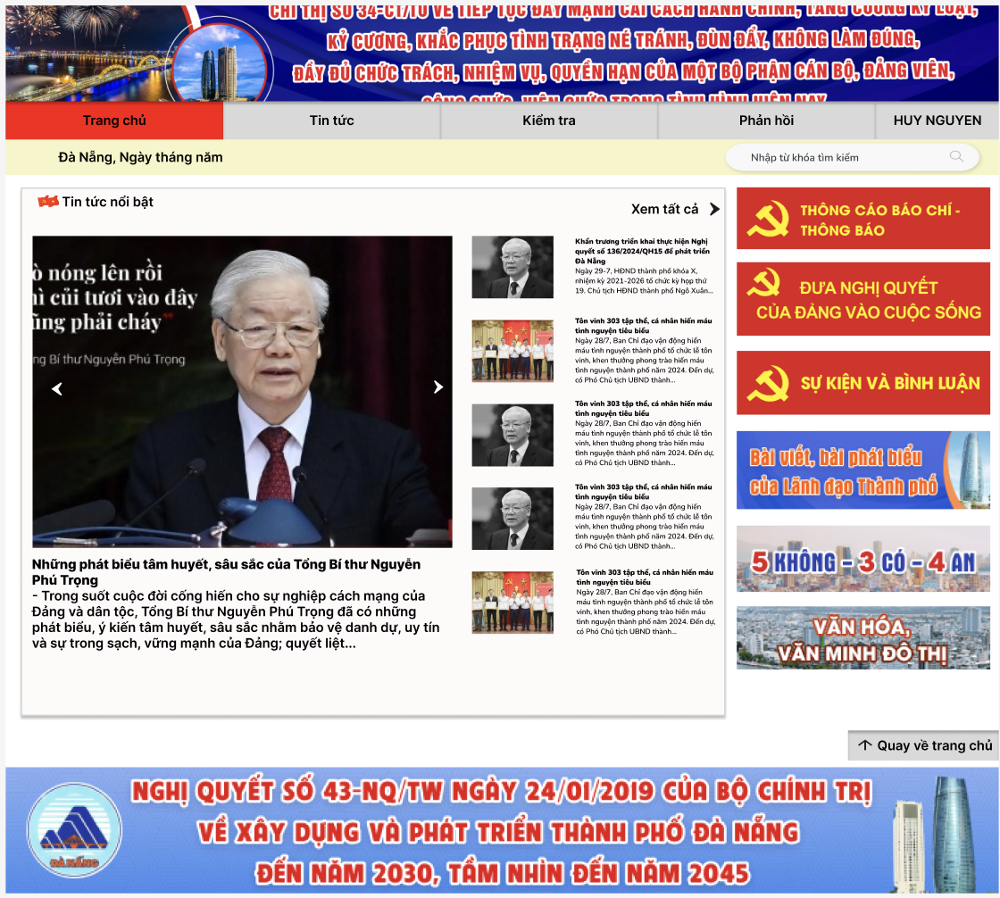 CHỈ THỊ SỐ 34-CT/TU VỀ TIẾP TỤC ĐẨY MẠNH CẢI CÁCH HÀNH CHÍNH, TĂNG CƯỜNG KỶ LUẬT,
KỶ CƯƠNG, KHẮC PHỤC TÌNH TRẠNG NÉ TRÁNH, ĐÙN ĐẨY, KHÔNG LÀM ĐÚNG,
ĐẦY ĐỦ CHỨC TRÁCH, NHIỆM VỤ, QUYỀN HẠN CỦA MỘT BỘ PHẬN CÁN BỘ, ĐẢNG VIÊN,
CÔNG CHỨC, VIÊN CHỨC TRONG TÌNH HÌNH HIỆN NAY
Trang chủ
Tin tức
Kiểm tra
Phản hồi
HUY NGUYEN
Đà Nẵng, Ngày tháng năm
Nhập từ khóa tìm kiếm
Tin tức nổi bật
Xem tất cả
ò nóng lên rồi
ì củi tươi vào đây
ũng phải cháy”
ng Bí thư Nguyễn Phú Trọng
Những phát biểu tâm huyết, sâu sắc của Tổng Bí thư Nguyễn
Phú Trọng
- Trong suốt cuộc đời cống hiến cho sự nghiệp cách mạng của
Đảng và dân tộc, Tổng Bí thư Nguyễn Phú Trọng đã có những
phát biểu, ý kiến tâm huyết, sâu sắc nhằm bảo vệ danh dự, uy tín
và sự trong sạch, vững mạnh của Đảng; quyết liệt...
Khẩn trương triển khai thực hiện Nghị
quyết số 136/2024/QH15 để phát triển
Đà Nẵng
Ngày 29-7, HĐND thành phố khóa X,
nhiệm kỳ 2021-2026 tổ chức kỳ họp thứ
19. Chủ tịch HĐND thành phố Ngô Xuân...
Tôn vinh 303 tập thể, cá nhân hiến máu
tình nguyện tiêu biểu
Ngày 28/7, Ban Chỉ đạo vận động hiến
máu tình nguyện thành phố tổ chức lễ tôn
vinh, khen thưởng phong trào hiến máu
tình nguyện thành phố năm 2024. Đến dự,
có Phó Chủ tịch UBND thành...
Tôn vinh 303 tập thể, cá nhân hiến máu
tình nguyện tiêu biểu
Ngày 28/7, Ban Chỉ đạo vận động hiến
máu tình nguyện thành phố tổ chức lễ tôn
vinh, khen thưởng phong trào hiến máu
tình nguyện thành phố năm 2024. Đến dự,
có Phó Chủ tịch UBND thành...
Tôn vinh 303 tập thể, cá nhân hiến máu
tình nguyện tiêu biểu
Ngày 28/7, Ban Chỉ đạo vận động hiến
máu tình nguyện thành phố tổ chức lễ tôn
vinh, khen thưởng phong trào hiến máu
tình nguyện thành phố năm 2024. Đến dự,
có Phó Chủ tịch UBND thành...
Tôn vinh 303 tập thể, cá nhân hiến máu
tình nguyện tiêu biểu
Ngày 28/7, Ban Chỉ đạo vận động hiến
máu tình nguyện thành phố tổ chức lễ tôn
vinh, khen thưởng phong trào hiến máu
tình nguyện thành phố năm 2024. Đến dự,
có Phó Chủ tịch UBND thành...
THÔNG CÁO BÁO CHÍ -
THÔNG BÁO
ĐƯA NGHỊ QUYẾT
CỦA ĐẢNG VÀO CUỘC SỐNG
SỰ KIỆN VÀ BÌNH LUẬN
Bài viết, bài phát biểu
của Lãnh đạo Thành phố
5 KHÔNG - 3 CÓ - 4 AN
VĂN HÓA,
VĂN MINH ĐÔ THỊ
Quay về trang chủ
NGHỊ QUYẾT SỐ 43-NQ/TW NGÀY 24/01/2019 CỦA BỘ CHÍNH TRỊ
VỀ XÂY DỰNG VÀ PHÁT TRIỂN THÀNH PHỐ ĐÀ NẴNG
ĐẾN NĂM 2030, TẦM NHÌN ĐẾN NĂM 2045
ĐÀ NẴNG